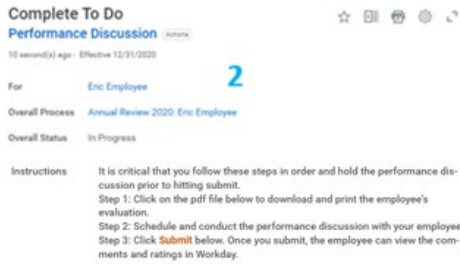 Complete To Do
Performance Discussion Actions
10 second(s) ago - Effective 12/31/2020
2
For Eric Employee
Overall Process Annual Review 2020: Eric Employee
Overall Status In Progress
Instructions It is critical that you follow these steps in order and hold the performance dis-
cussion prior to hitting submit.
Step 1: Click on the pdf file below to download and print the employee's
evaluation.
Step 2: Schedule and conduct the performance discussion with your employee
Step 3: Click Submit below. Once you submit, the employee can view the com-
ments and ratings in Workday.